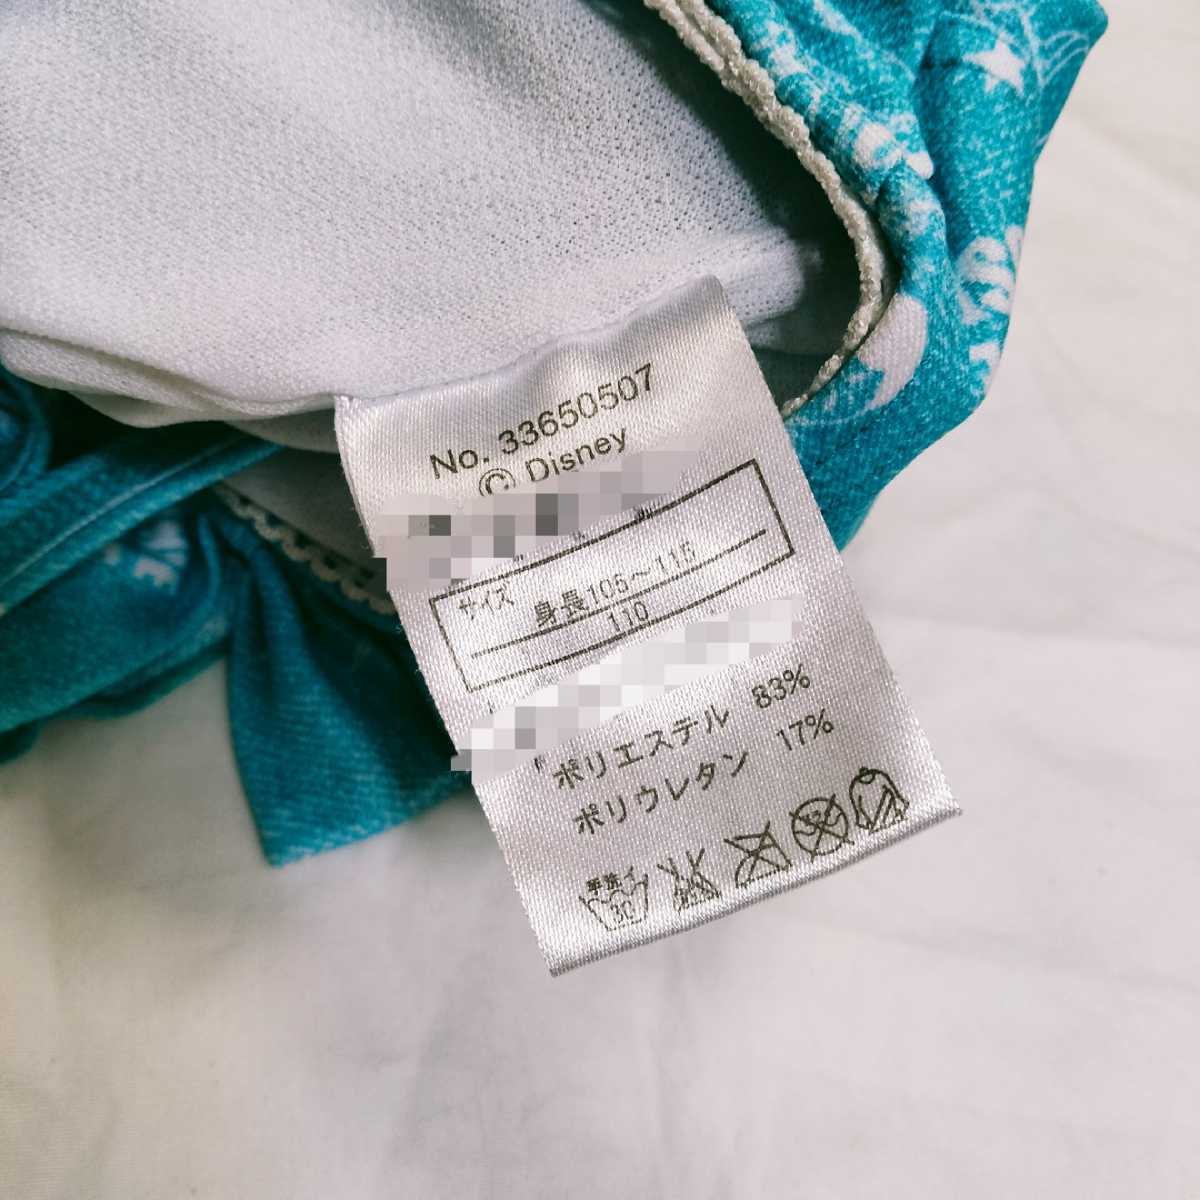 No. 33650507
© Disney
サイズ
身長105～115
110
ポリエステル 83%
ポリウレタン 17%
手洗イ
30